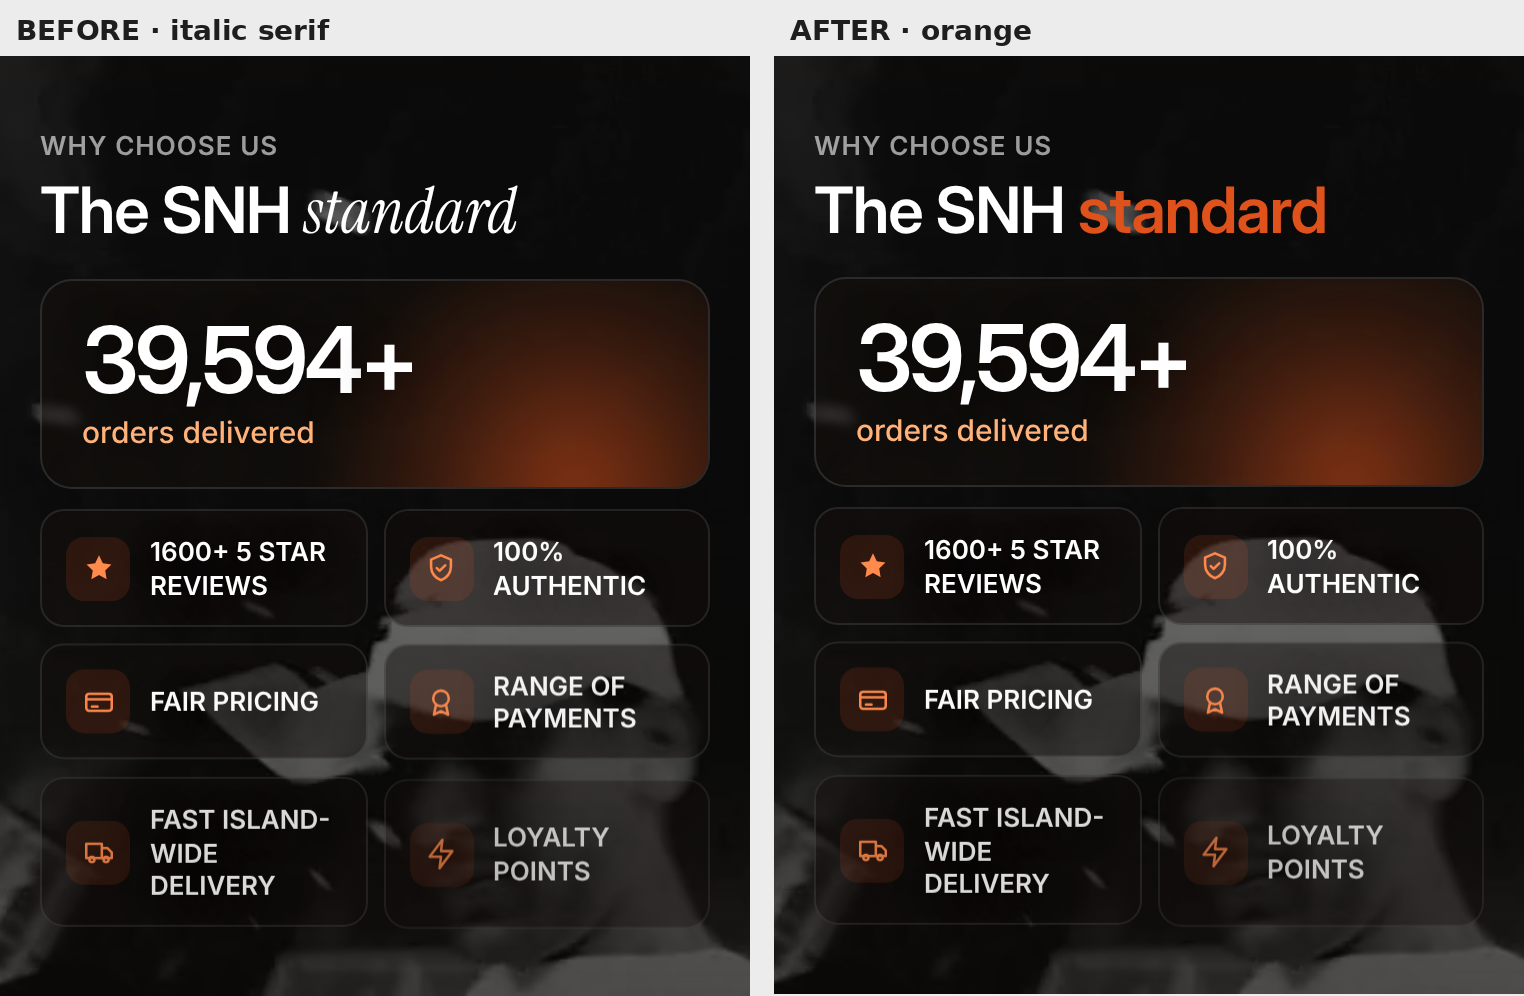 BEFORE · italic serif
WHY CHOOSE US
The SNH standard
39,594+
orders delivered
1600+ 5 STAR
REVIEWS
100%
AUTHENTIC
FAIR PRICING
RANGE OF
PAYMENTS
FAST ISLAND-
WIDE
DELIVERY
LOYALTY
POINTS
AFTER · orange
WHY CHOOSE US
The SNH standard
39,594+
orders delivered
1600+ 5 STAR
REVIEWS
100%
AUTHENTIC
FAIR PRICING
RANGE OF
PAYMENTS
FAST ISLAND-
WIDE
DELIVERY
LOYALTY
POINTS